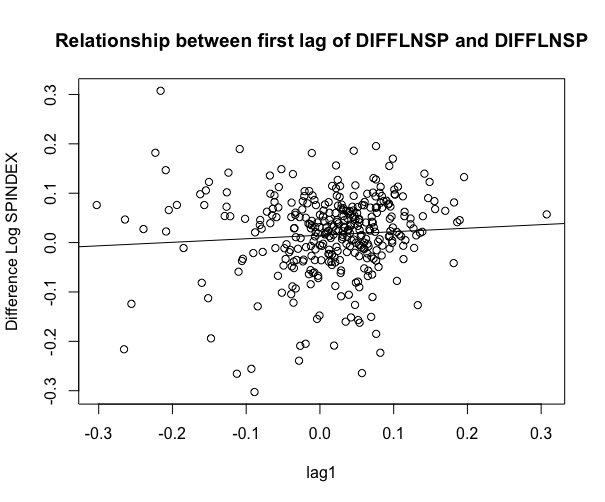 Relationship between first lag of DIFFLNSP and DIFFLNSP
Difference Log SPINDEX
0.3
0.2
0.1
0.0
-0.1
-0.2
-0.3
-0.3 -0.2 -0.1 0.0 0.1 0.2 0.3
lag1